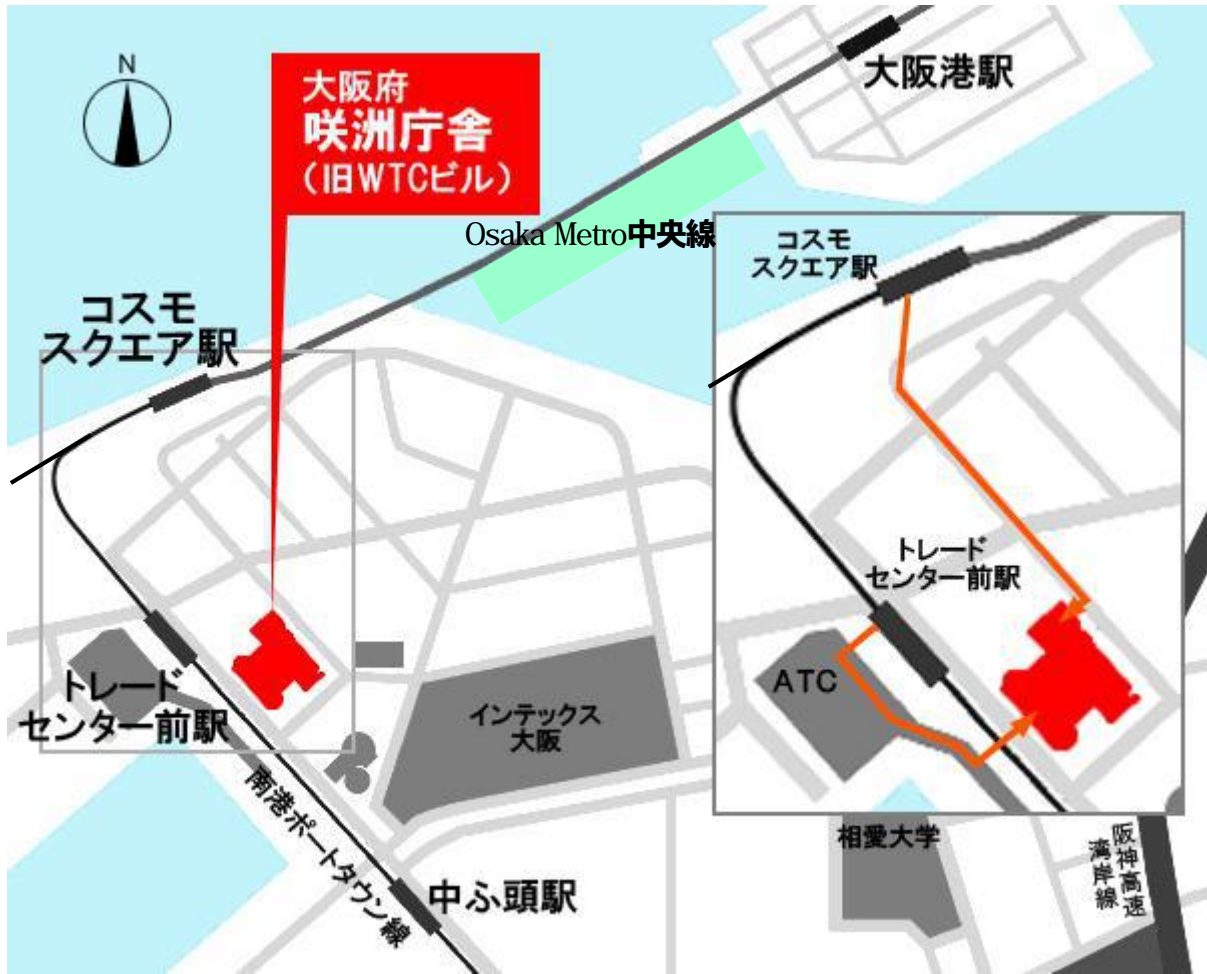 N
大阪府
咲洲庁舎
（旧WTCビル）
大阪港駅
Osaka Metro中央線
コスモ
スクエア駅
トレード
センター前駅
インテックス
大阪
南港ポートタウン線
中ふ頭駅
コスモ
スクエア駅
トレード
センター前駅
ATC
相愛大学
阪神高速
湾岸線